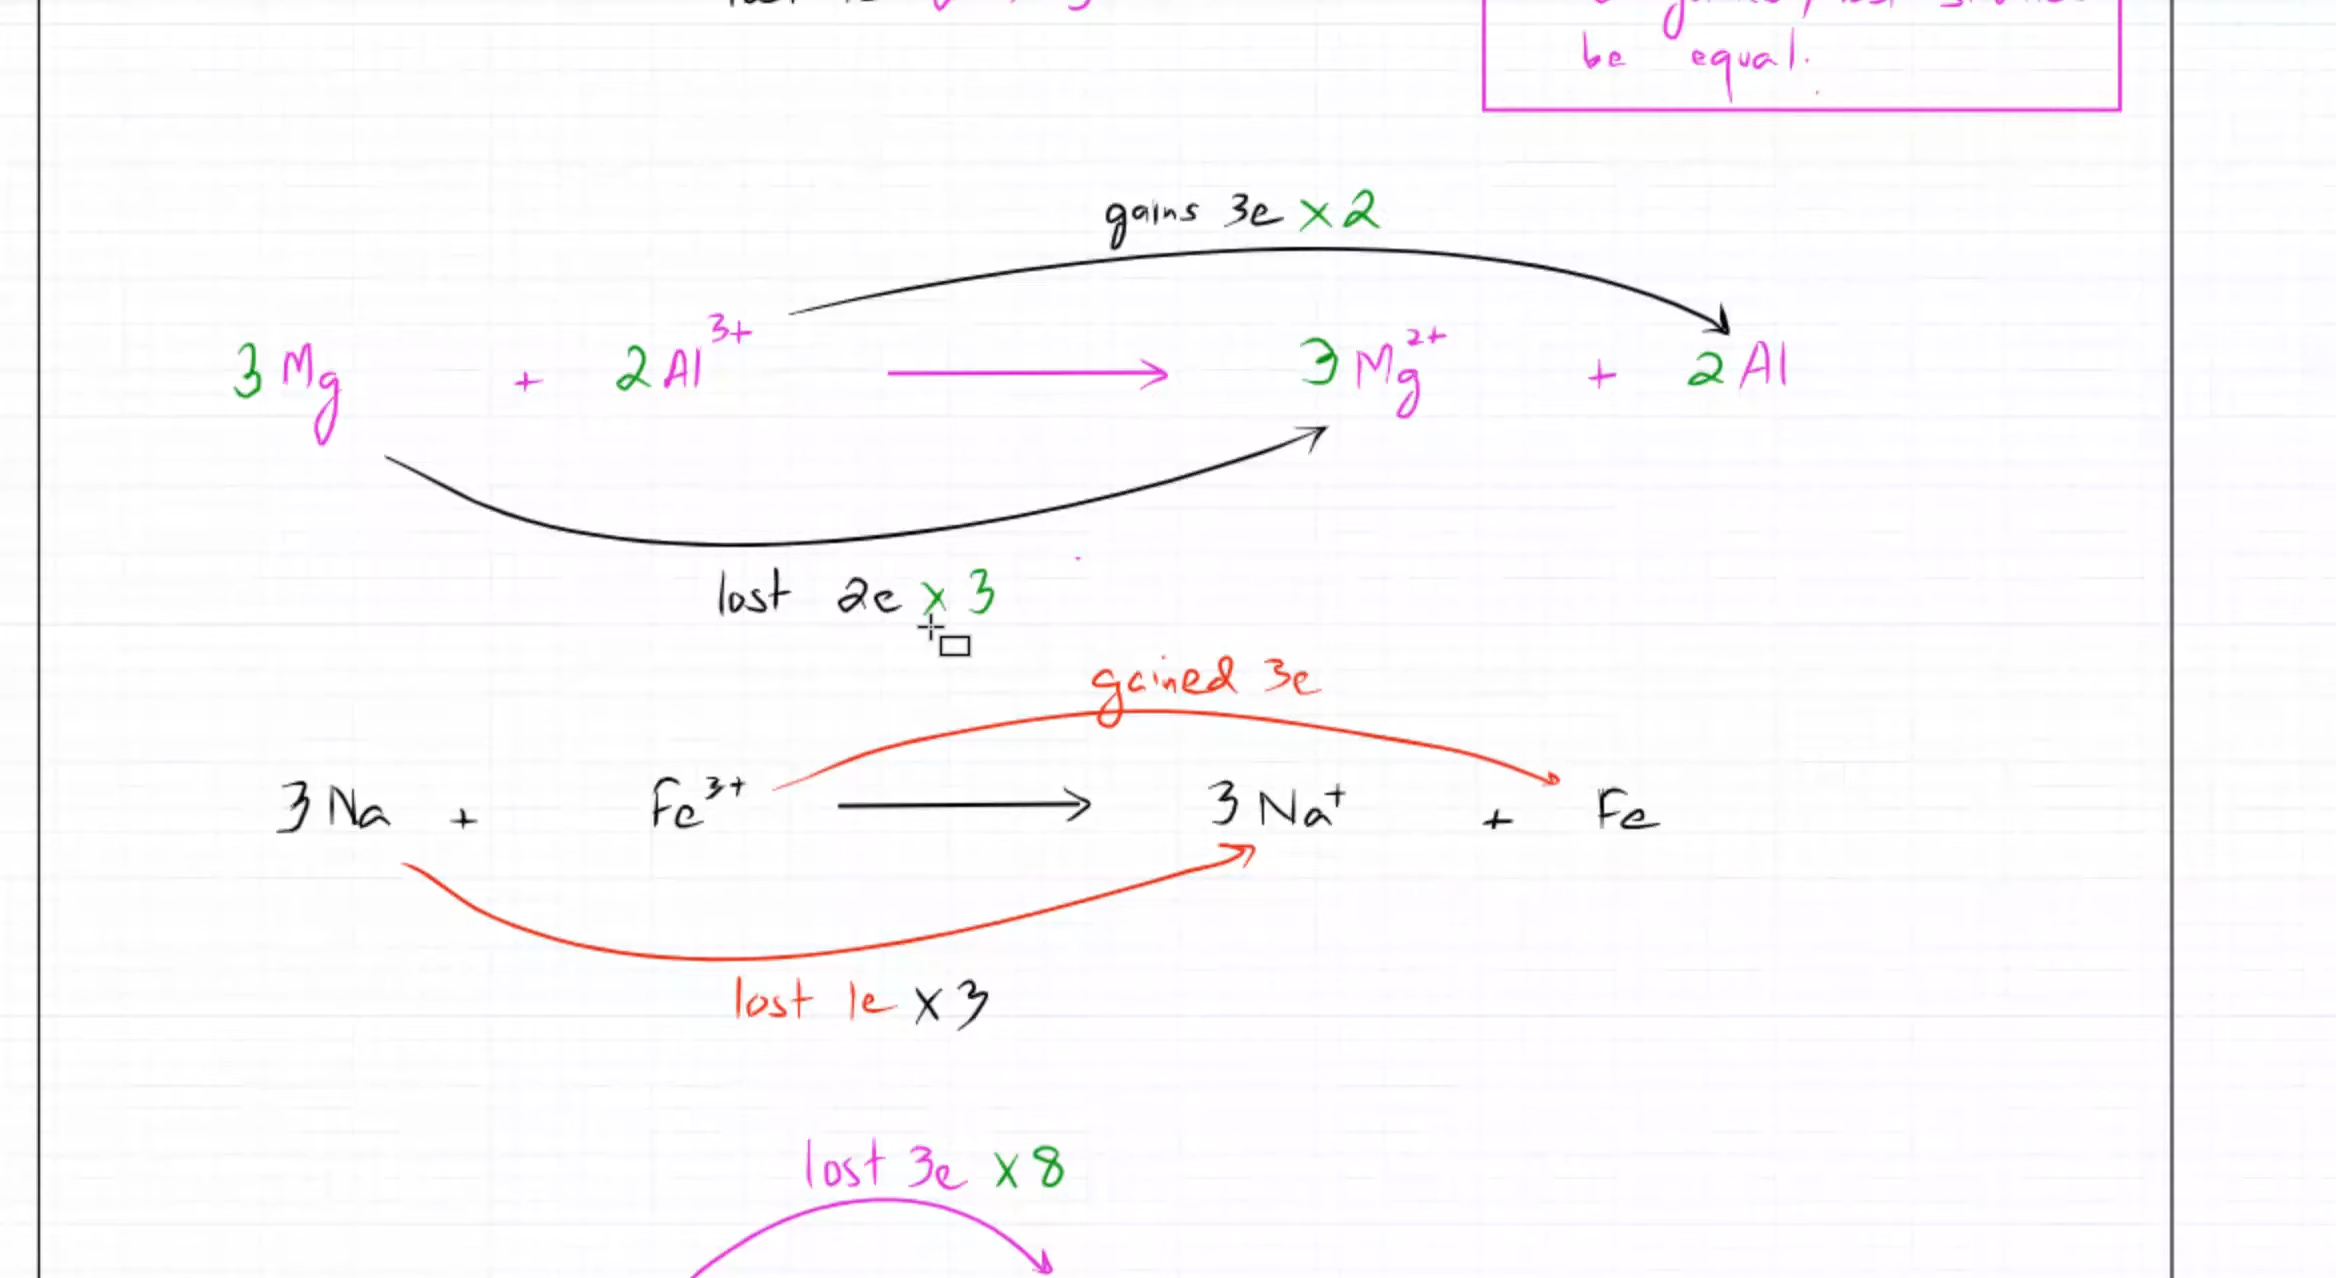 be equal.
gains 3e × 2
3 Mg + 2 Al³⁺ ⟶ 3 Mg²⁺ + 2 Al
lost 2e × 3
gained 3e
3 Na + Fe³⁺ ⟶ 3 Na⁺ + Fe
lost 1e × 3
lost 3e × 8